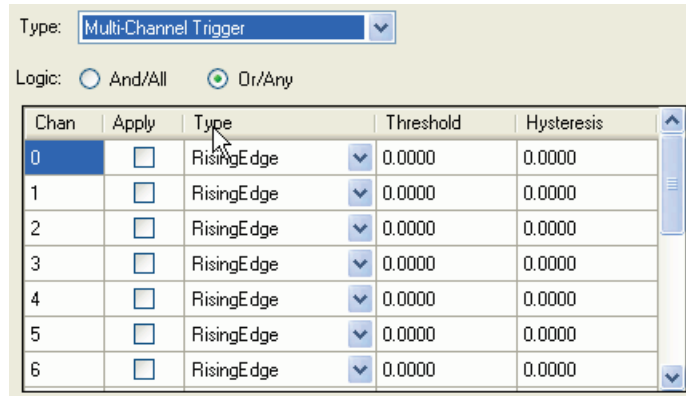 Type: Multi-Channel Trigger
Logic: And/All Or/Any
Chan Apply Type Threshold Hysteresis
0 RisingEdge 0.0000 0.0000
1 RisingEdge 0.0000 0.0000
2 RisingEdge 0.0000 0.0000
3 RisingEdge 0.0000 0.0000
4 RisingEdge 0.0000 0.0000
5 RisingEdge 0.0000 0.0000
6 RisingEdge 0.0000 0.0000